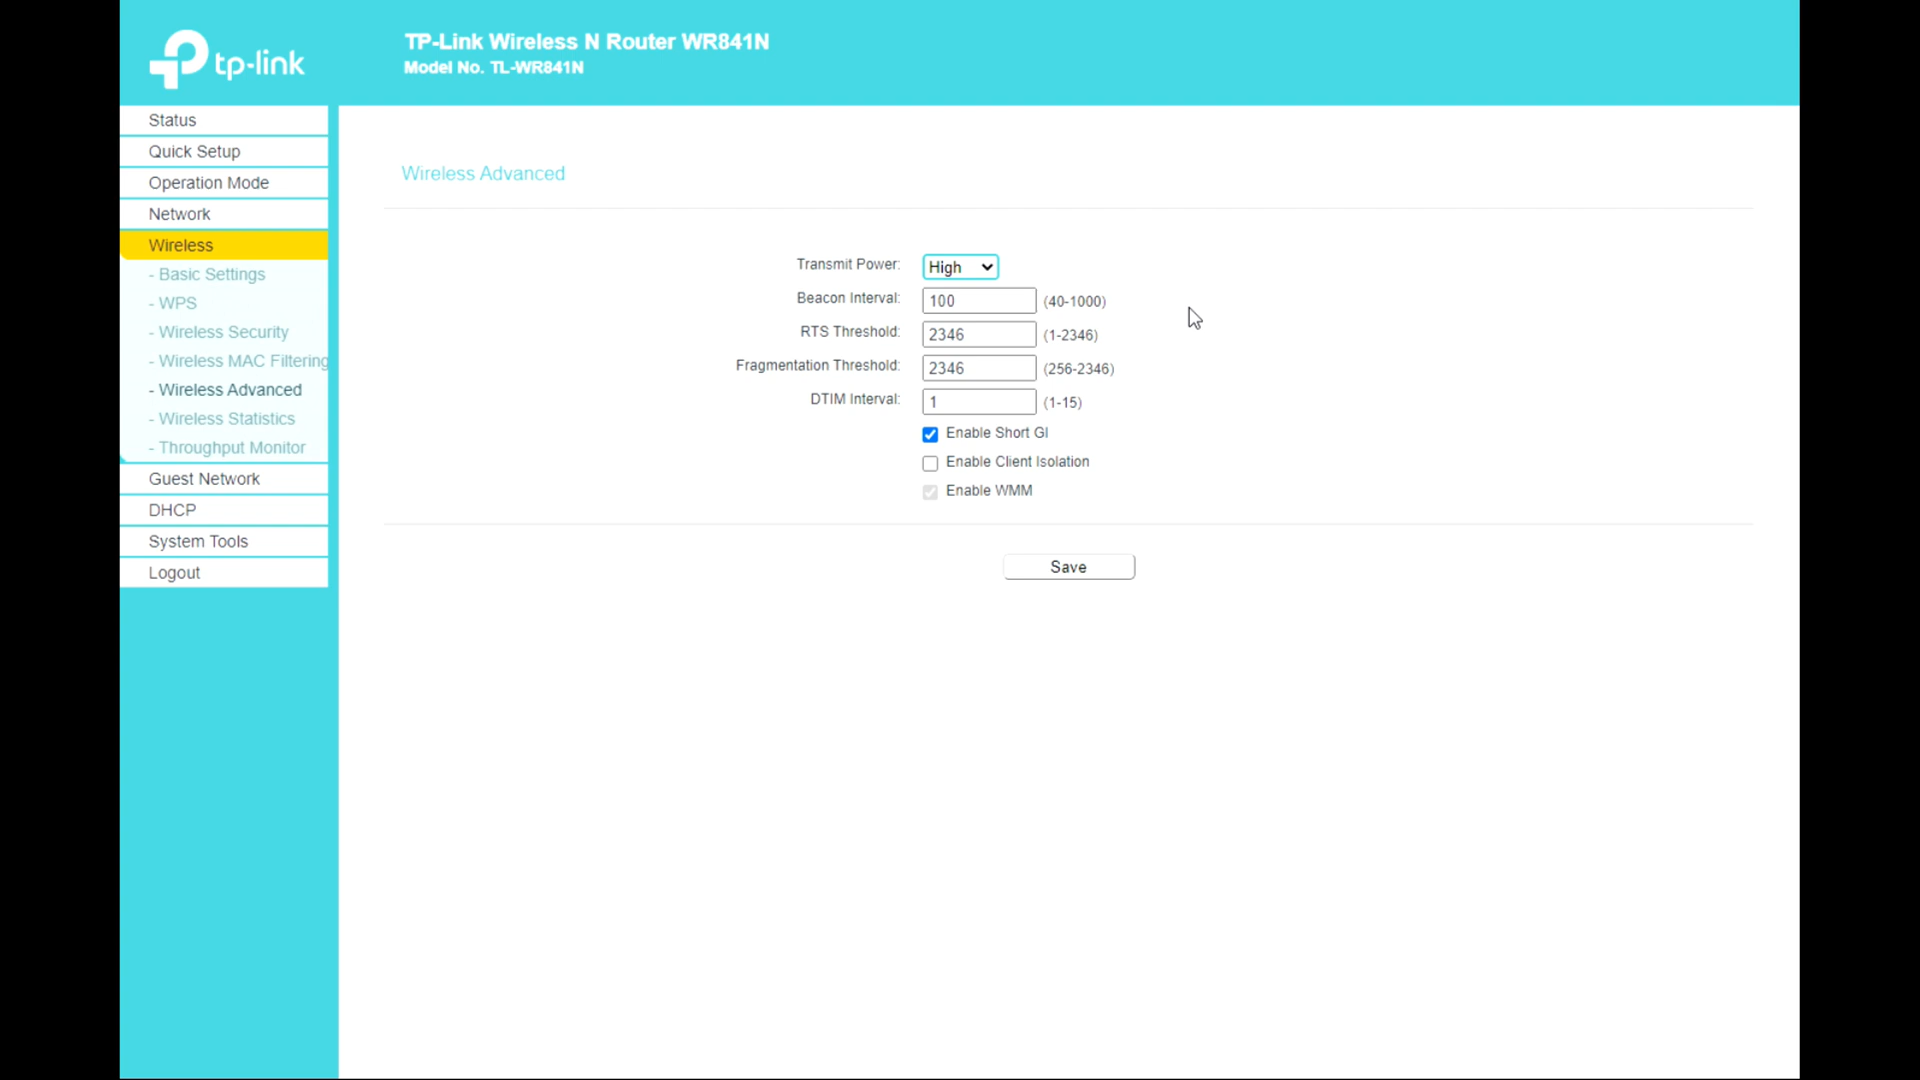 tp-link
TP-Link Wireless N Router WR841N
Model No. TL-WR841N
Status
Quick Setup
Operation Mode
Network
Wireless
- Basic Settings
- WPS
- Wireless Security
- Wireless MAC Filtering
- Wireless Advanced
- Wireless Statistics
- Throughput Monitor
Guest Network
DHCP
System Tools
Logout
Wireless Advanced
Transmit Power: High
Beacon Interval: 100 (40-1000)
RTS Threshold: 2346 (1-2346)
Fragmentation Threshold: 2346 (256-2346)
DTIM Interval: 1 (1-15)
Enable Short GI
Enable Client Isolation
Enable WMM
Save